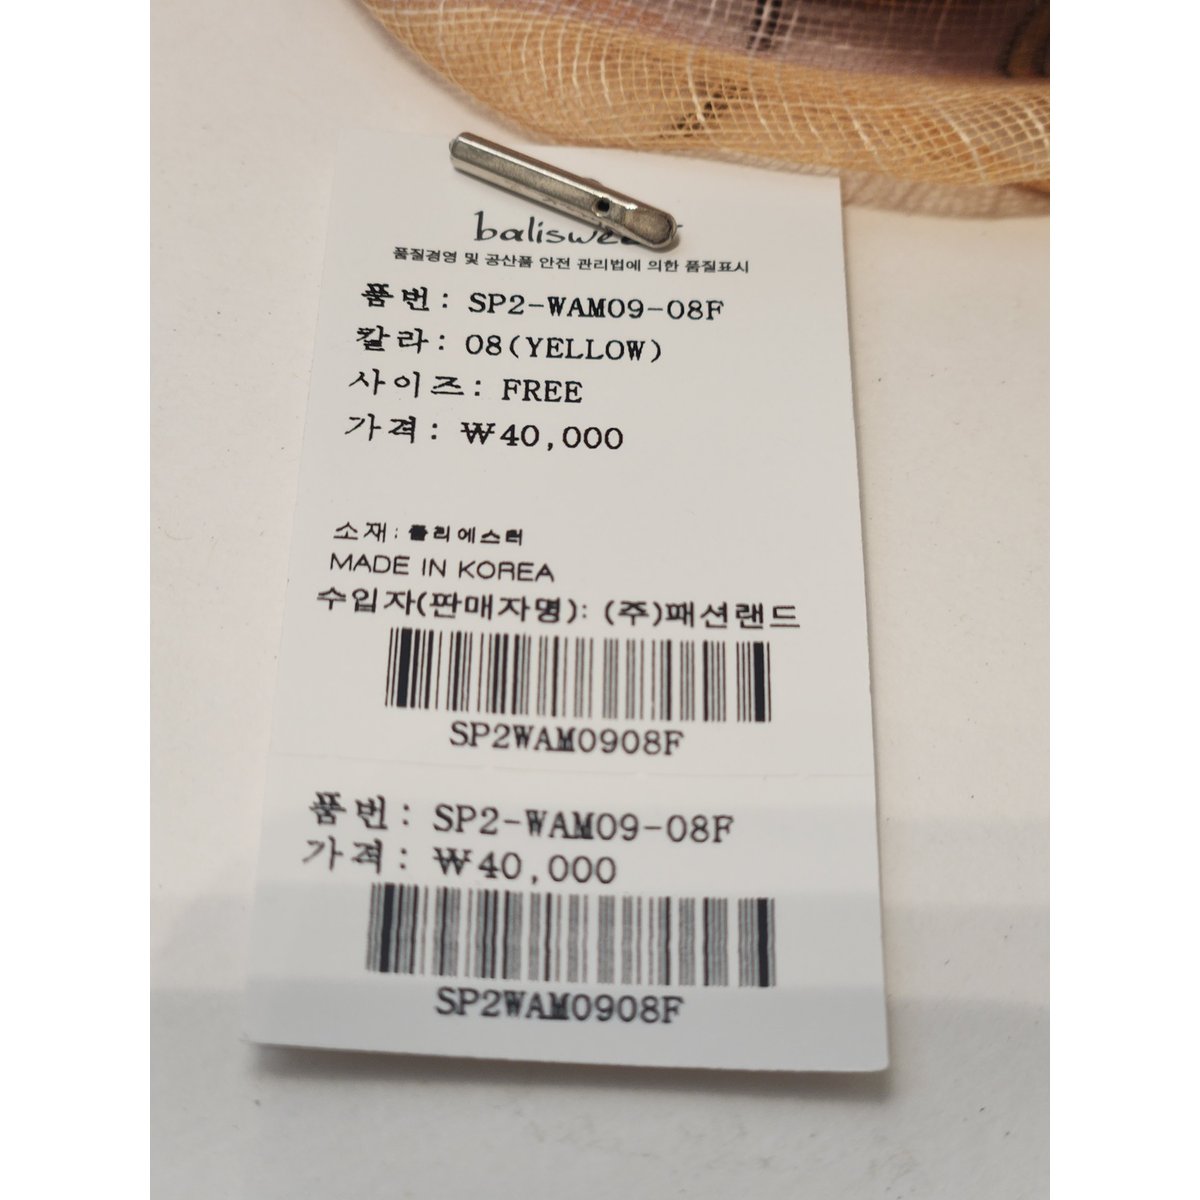 품질경영 및 공산품 안전 관리법에 의한 품질표시
품번: SP2-WAM09-08F
칼라: 08(YELLOW)
사이즈: FREE
가격: ₩40,000
소재: 폴리에스터
MADE IN KOREA
수입자(판매자명): (주)패션랜드
SP2WAM0908F
품번: SP2-WAM09-08F
가격: ₩40,000
SP2WAM0908F